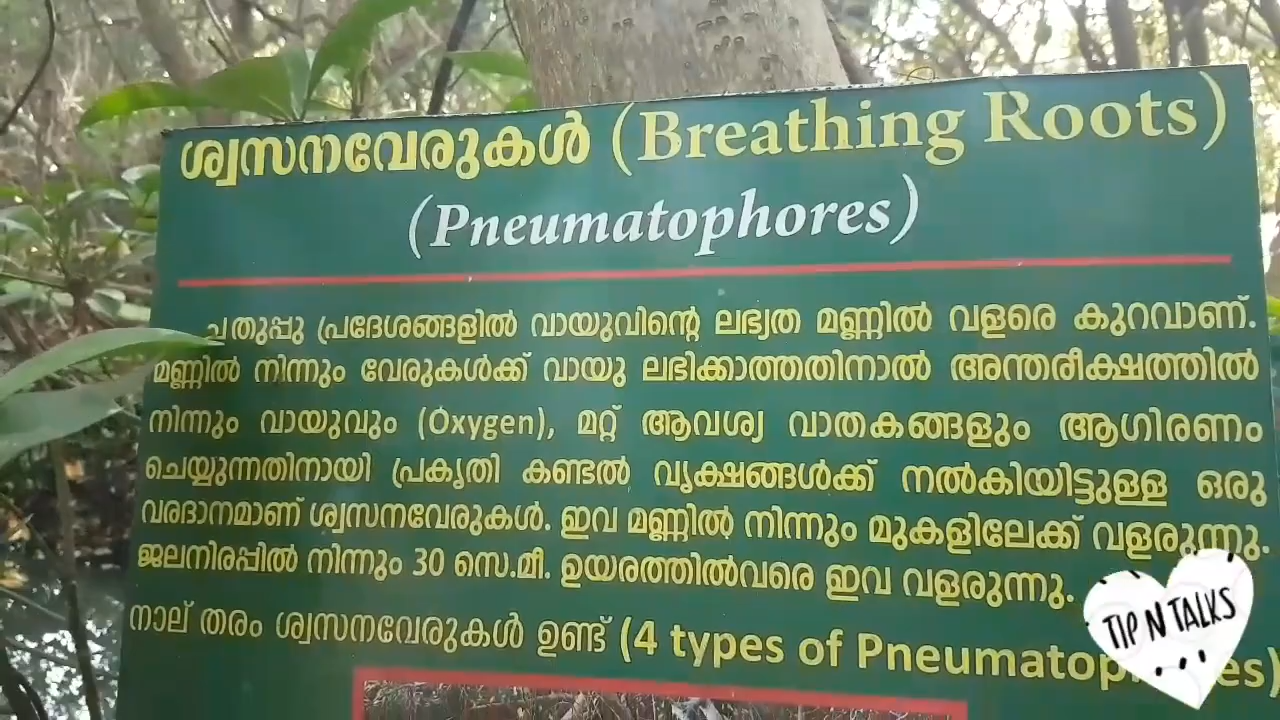 ശ്വസനവേരുകൾ (Breathing Roots)
(Pneumatophores)
ചതുപ്പു പ്രദേശങ്ങളിൽ വായുവിന്റെ ലഭ്യത മണ്ണിൽ വളരെ കുറവാണ്.
മണ്ണിൽ നിന്നും വേരുകൾക്ക് വായു ലഭിക്കാത്തതിനാൽ അന്തരീക്ഷത്തിൽ
നിന്നും വായുവും (Oxygen), മറ്റ് ആവശ്യ വാതകങ്ങളും ആഗിരണം
ചെയ്യുന്നതിനായി പ്രകൃതി കണ്ടൽ വൃക്ഷങ്ങൾക്ക് നൽകിയിട്ടുള്ള ഒരു
വരദാനമാണ് ശ്വസനവേരുകൾ. ഇവ മണ്ണിൽ നിന്നും മുകളിലേക്ക് വളരുന്നു.
ജലനിരപ്പിൽ നിന്നും 30 സെ.മീ. ഉയരത്തിൽവരെ ഇവ വളരുന്നു.
നാല് തരം ശ്വസനവേരുകൾ ഉണ്ട് (4 types of
TIP N TALKS